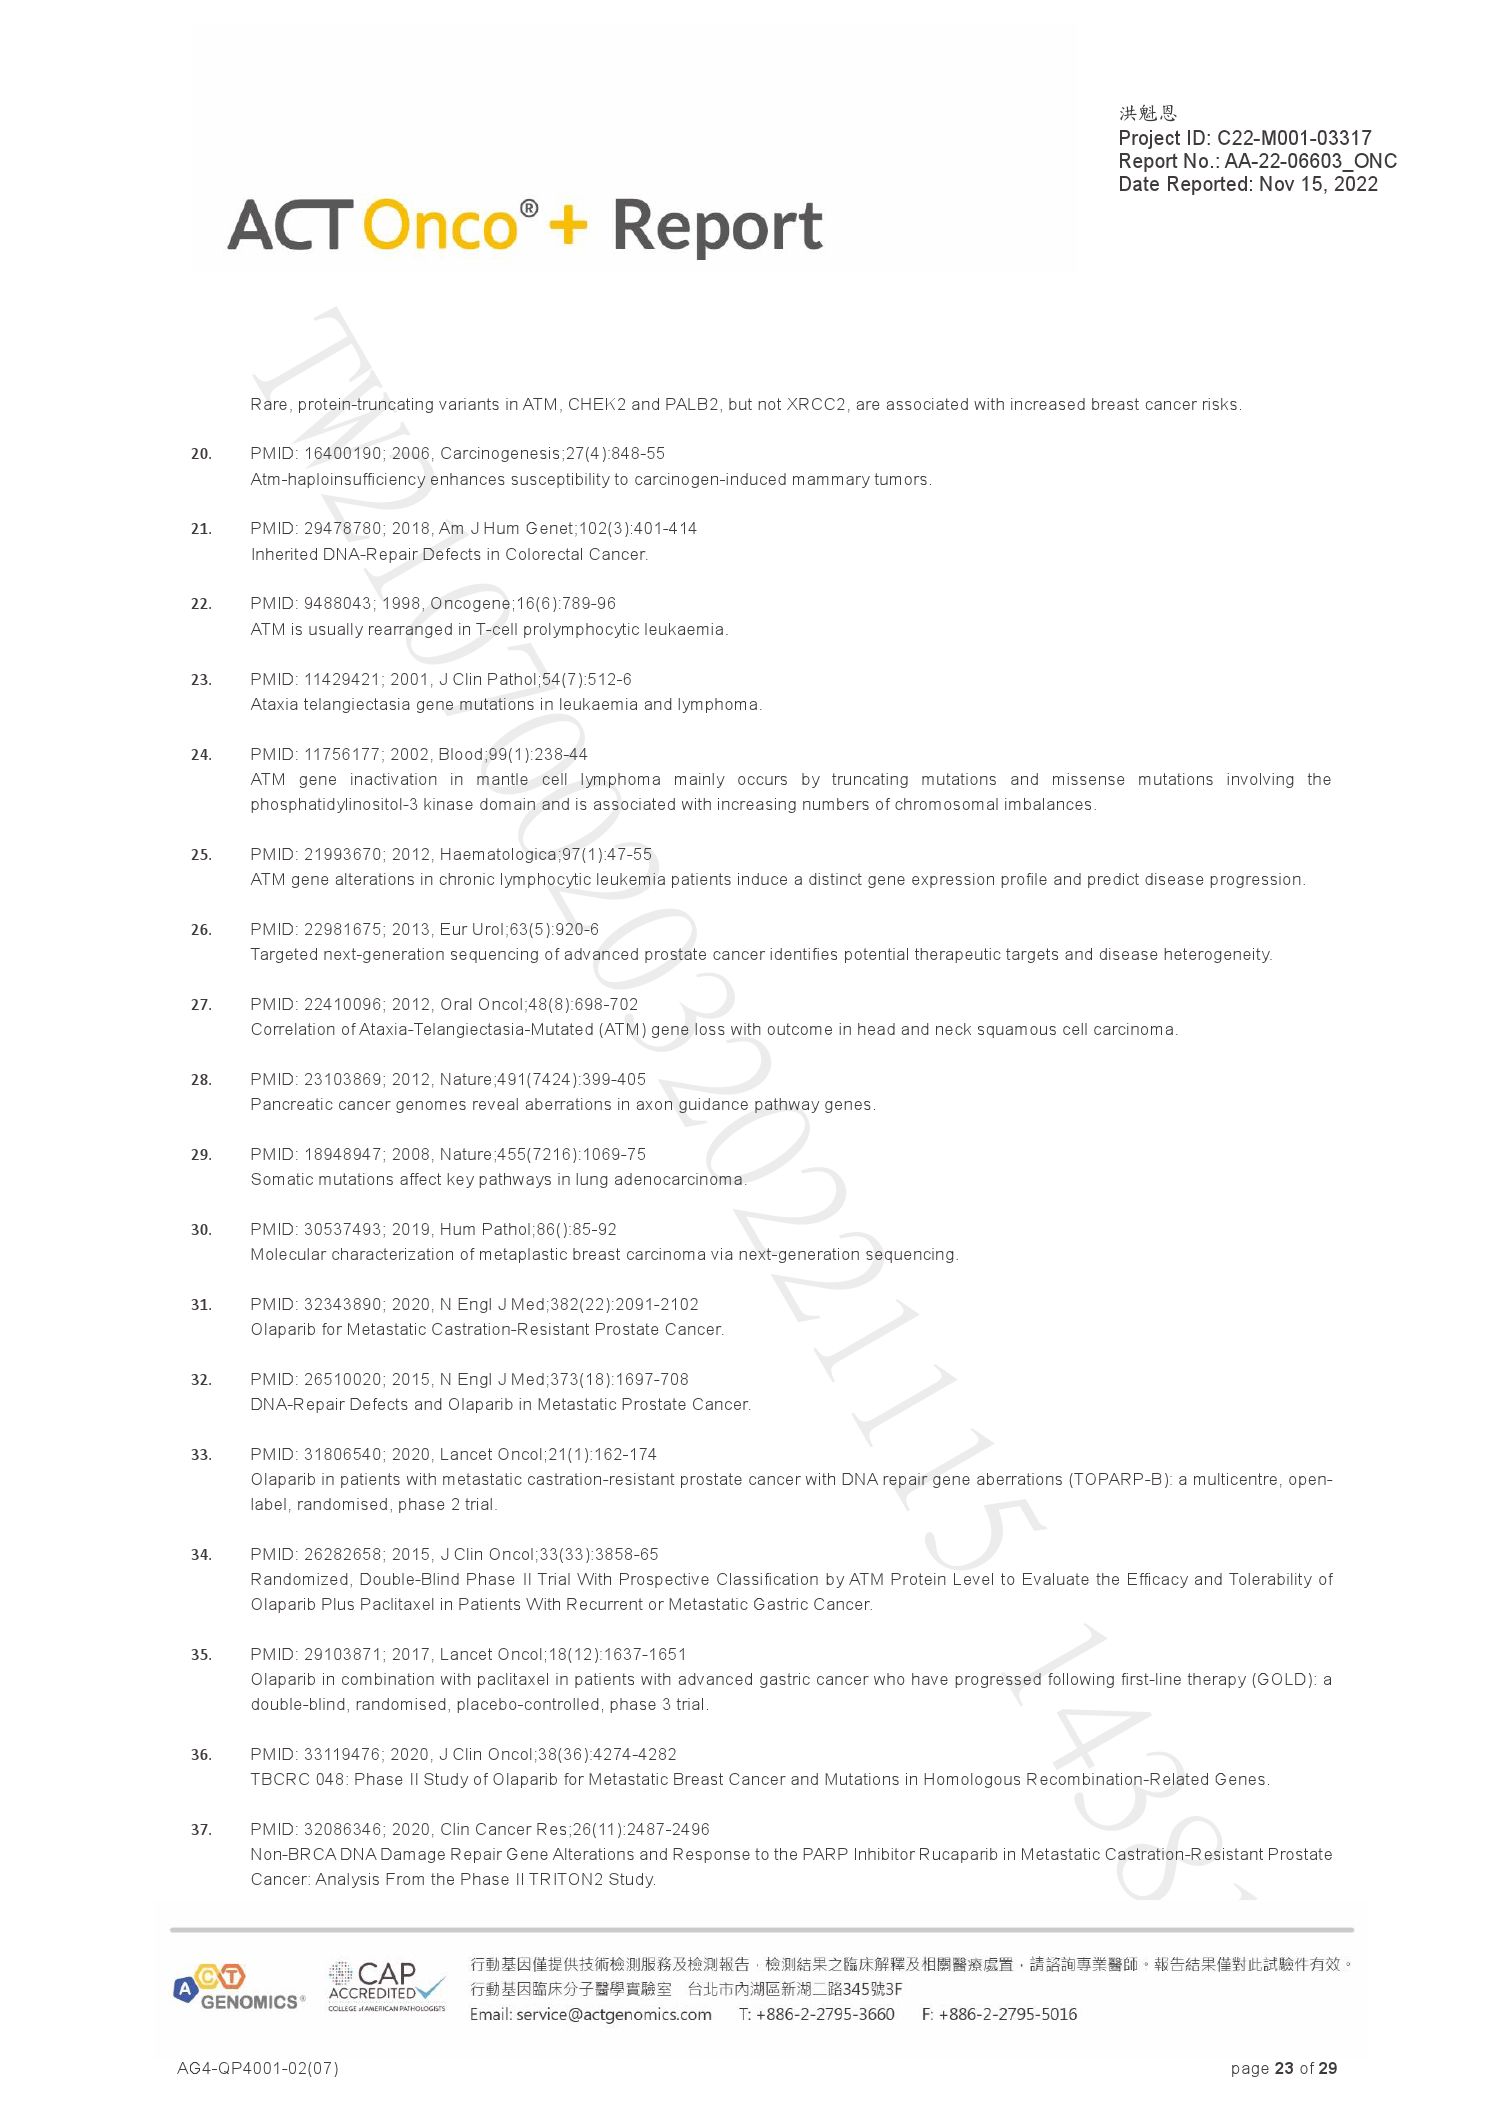 洪魁恩
Project ID: C22-M001-03317
Report No.: AA-22-06603_ONC
Date Reported: Nov 15, 2022
ACT Onco®+ Report
Rare, protein-truncating variants in ATM, CHEK2 and PALB2, but not XRCC2, are associated with increased breast cancer risks.
20. PMID: 16400190; 2006, Carcinogenesis;27(4):848-55
Atm-haploinsufficiency enhances susceptibility to carcinogen-induced mammary tumors.
21. PMID: 29478780; 2018, Am J Hum Genet;102(3):401-414
Inherited DNA-Repair Defects in Colorectal Cancer.
22. PMID: 9488043; 1998, Oncogene;16(6):789-96
ATM is usually rearranged in T-cell prolymphocytic leukaemia.
23. PMID: 11429421; 2001, J Clin Pathol;54(7):512-6
Ataxia telangiectasia gene mutations in leukaemia and lymphoma.
24. PMID: 11756177; 2002, Blood;99(1):238-44
ATM gene inactivation in mantle cell lymphoma mainly occurs by truncating mutations and missense mutations involving the
phosphatidylinositol-3 kinase domain and is associated with increasing numbers of chromosomal imbalances.
25. PMID: 21993670; 2012, Haematologica;97(1):47-55
ATM gene alterations in chronic lymphocytic leukemia patients induce a distinct gene expression profile and predict disease progression.
26. PMID: 22981675; 2013, Eur Urol;63(5):920-6
Targeted next-generation sequencing of advanced prostate cancer identifies potential therapeutic targets and disease heterogeneity.
27. PMID: 22410096; 2012, Oral Oncol;48(8):698-702
Correlation of Ataxia-Telangiectasia-Mutated (ATM) gene loss with outcome in head and neck squamous cell carcinoma.
28. PMID: 23103869; 2012, Nature;491(7424):399-405
Pancreatic cancer genomes reveal aberrations in axon guidance pathway genes.
29. PMID: 18948947; 2008, Nature;455(7216):1069-75
Somatic mutations affect key pathways in lung adenocarcinoma.
30. PMID: 30537493; 2019, Hum Pathol;86():85-92
Molecular characterization of metaplastic breast carcinoma via next-generation sequencing.
31. PMID: 32343890; 2020, N Engl J Med;382(22):2091-2102
Olaparib for Metastatic Castration-Resistant Prostate Cancer.
32. PMID: 26510020; 2015, N Engl J Med;373(18):1697-708
DNA-Repair Defects and Olaparib in Metastatic Prostate Cancer.
33. PMID: 31806540; 2020, Lancet Oncol;21(1):162-174
Olaparib in patients with metastatic castration-resistant prostate cancer with DNA repair gene aberrations (TOPARP-B): a multicentre, open-
label, randomised, phase 2 trial.
34. PMID: 26282658; 2015, J Clin Oncol;33(33):3858-65
Randomized, Double-Blind Phase II Trial With Prospective Classification by ATM Protein Level to Evaluate the Efficacy and Tolerability of
Olaparib Plus Paclitaxel in Patients With Recurrent or Metastatic Gastric Cancer.
35. PMID: 29103871; 2017, Lancet Oncol;18(12):1637-1651
Olaparib in combination with paclitaxel in patients with advanced gastric cancer who have progressed following first-line therapy (GOLD): a
double-blind, randomised, placebo-controlled, phase 3 trial.
36. PMID: 33119476; 2020, J Clin Oncol;38(36):4274-4282
TBCRC 048: Phase II Study of Olaparib for Metastatic Breast Cancer and Mutations in Homologous Recombination-Related Genes.
37. PMID: 32086346; 2020, Clin Cancer Res;26(11):2487-2496
Non-BRCA DNA Damage Repair Gene Alterations and Response to the PARP Inhibitor Rucaparib in Metastatic Castration-Resistant Prostate
Cancer: Analysis From the Phase II TRITON2 Study.
ACT GENOMICS®
CAP ACCREDITED COLLEGE of AMERICAN PATHOLOGISTS
行動基因僅提供技術檢測服務及檢測報告，檢測結果之臨床解釋及相關醫療處置，請諮詢專業醫師。報告結果僅對此試驗件有效。
行動基因臨床分子醫學實驗室 台北市內湖區新湖二路345號3F
Email: service@actgenomics.com T: +886-2-2795-3660 F: +886-2-2795-5016
AG4-QP4001-02(07)
page 23 of 29